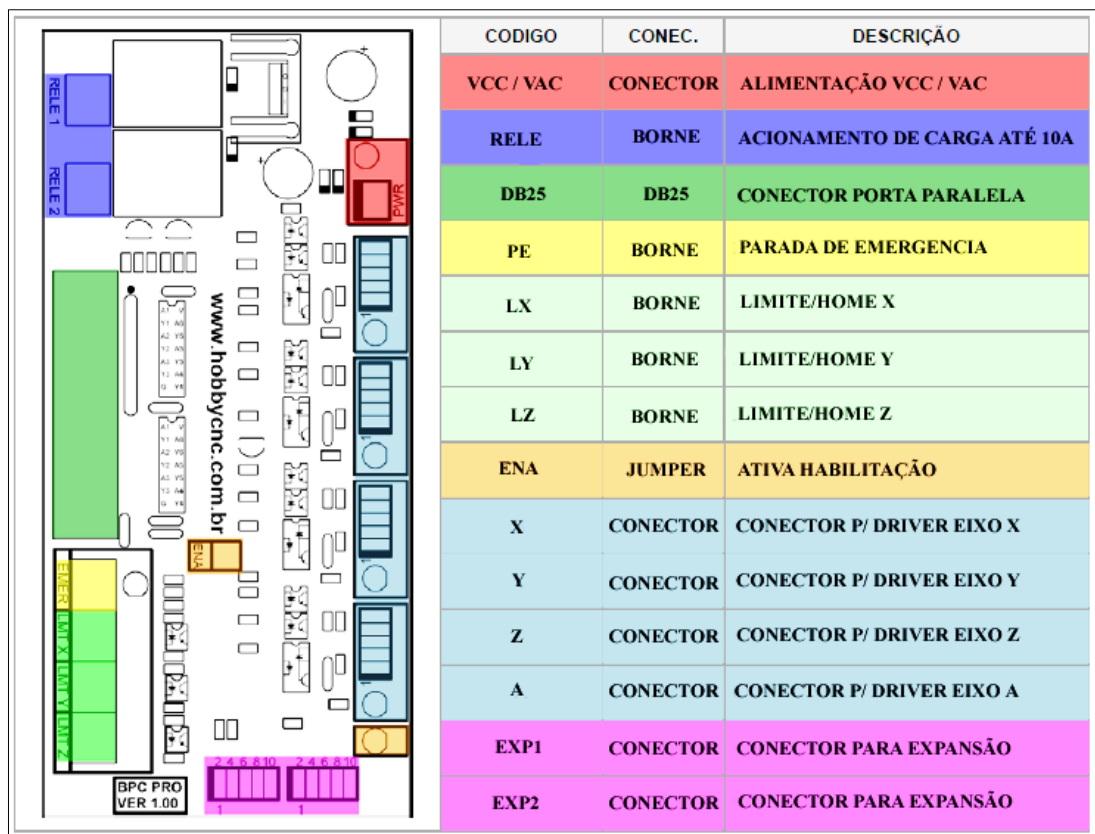 CODIGO CONEC. DESCRIÇÃO
VCC / VAC CONECTOR ALIMENTAÇÃO VCC / VAC
RELE BORNE ACIONAMENTO DE CARGA ATÉ 10A
DB25 DB25 CONECTOR PORTA PARALELA
PE BORNE PARADA DE EMERGENCIA
LX BORNE LIMITE/HOME X
LY BORNE LIMITE/HOME Y
LZ BORNE LIMITE/HOME Z
ENA JUMPER ATIVA HABILITAÇÃO
X CONECTOR CONECTOR P/ DRIVER EIXO X
Y CONECTOR CONECTOR P/ DRIVER EIXO Y
Z CONECTOR CONECTOR P/ DRIVER EIXO Z
A CONECTOR CONECTOR P/ DRIVER EIXO A
EXP1 CONECTOR CONECTOR PARA EXPANSÃO
EXP2 CONECTOR CONECTOR PARA EXPANSÃO
RELE 1
RELE 2
PWR
www.hobbycnc.com.br
ENA
EMER
LMT X
LMT Y
LMT Z
2 4 6 8 10
2 4 6 8 10
1
1
1
1
1
1
BPC PRO
VER 1.00